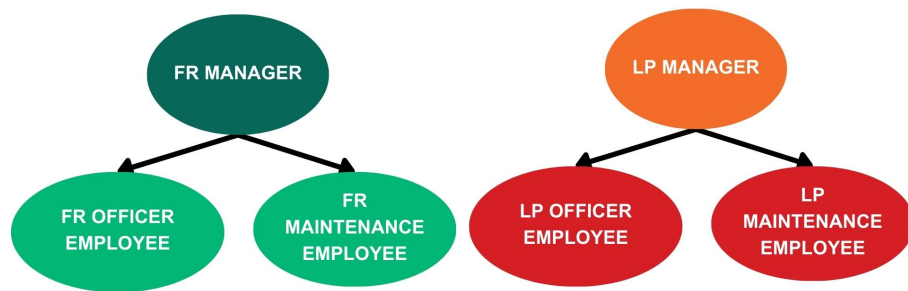 FR MANAGER
LP MANAGER
FR OFFICER
EMPLOYEE
FR
MAINTENANCE
EMPLOYEE
LP OFFICER
EMPLOYEE
LP
MAINTENANCE
EMPLOYEE